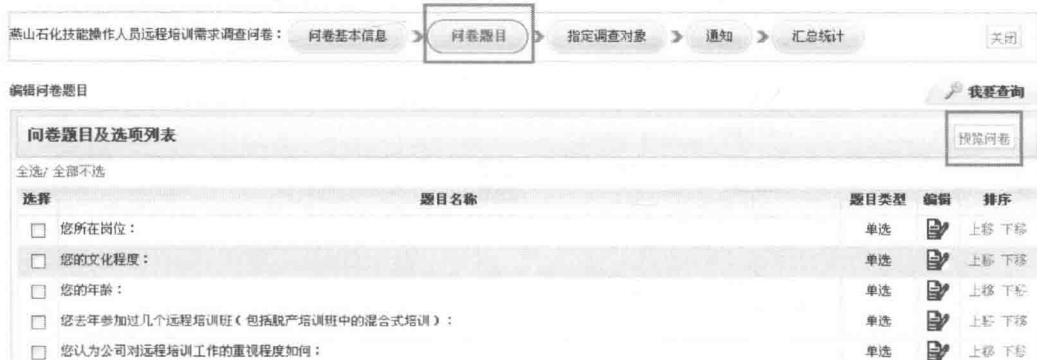 燕山石化技能操作人员远程培训需求调查问卷： 问卷基本信息 问卷题目 指定调查对象 通知 汇总统计 关闭
编辑问卷题目 我要查询
问卷题目及选项列表 预览问卷
全选/ 全部不选
选择 题目名称 题目类型 编辑 排序
您所在岗位： 单选 上移 下移
您的文化程度： 单选 上移 下移
您的年龄： 单选 上移 下移
您去年参加过几个远程培训班（包括脱产培训班中的混合式培训）： 单选 上移 下移
您认为公司对远程培训工作的重视程度如何： 单选 上移 下移